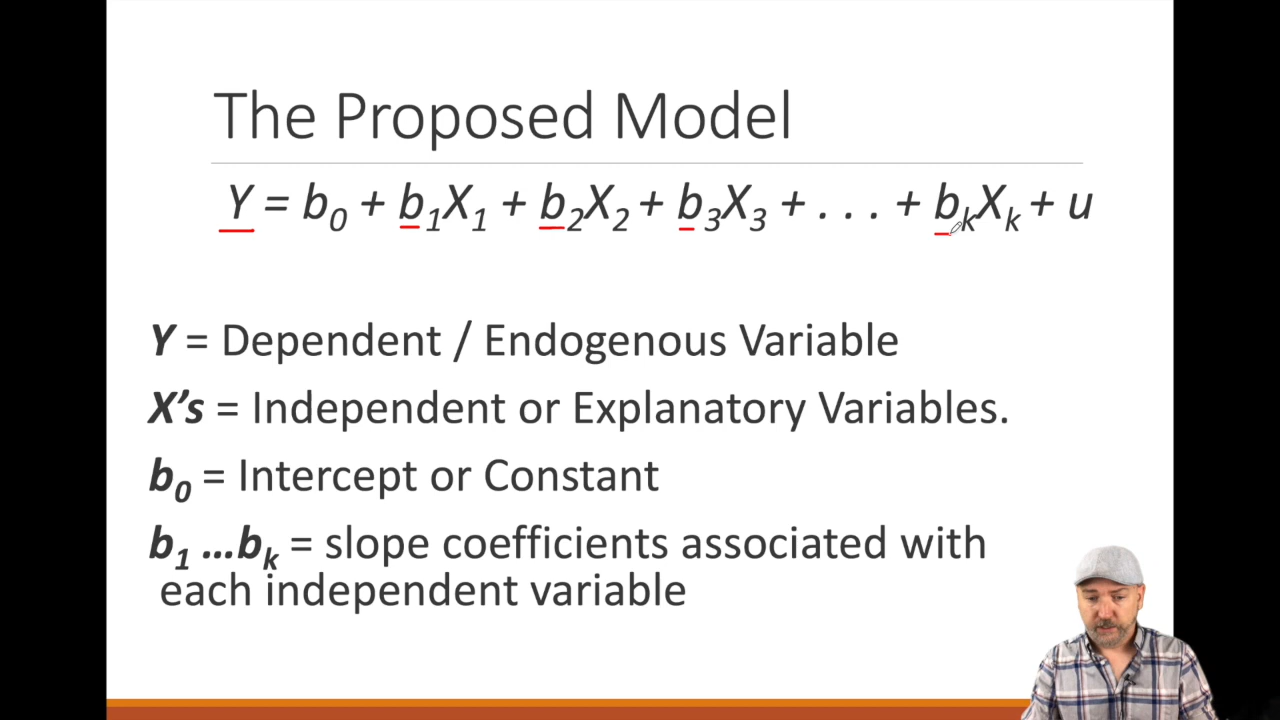 The Proposed Model
Y = b₀ + b₁X₁ + b₂X₂ + b₃X₃ + . . . + bₖXₖ + u
Y = Dependent / Endogenous Variable
X’s = Independent or Explanatory Variables.
b₀ = Intercept or Constant
b₁ …bₖ = slope coefficients associated with
each independent variable